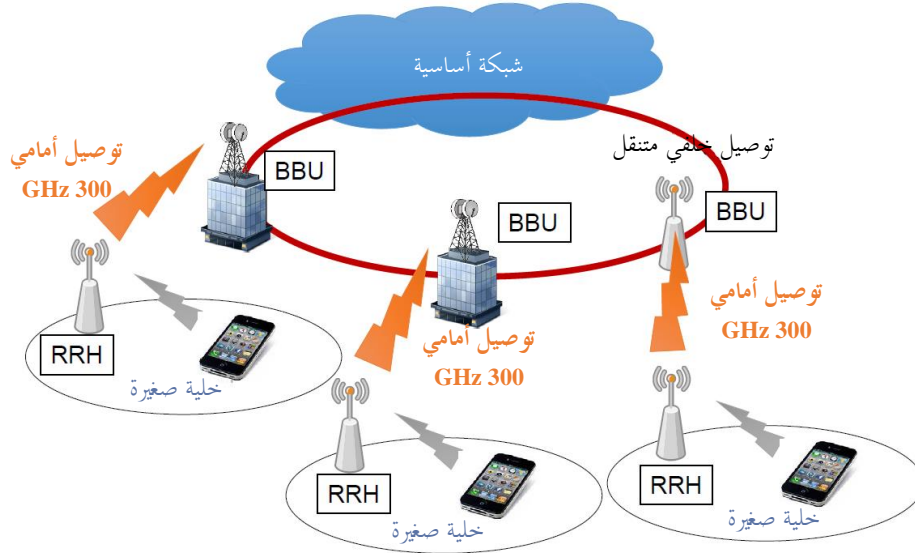 شبكة أساسية
توصيل خلفي متنقل
توصيل أمامي
GHz 300
BBU
BBU
BBU
توصيل أمامي
GHz 300
توصيل أمامي
GHz 300
RRH
خلية صغيرة
RRH
خلية صغيرة
RRH
خلية صغيرة